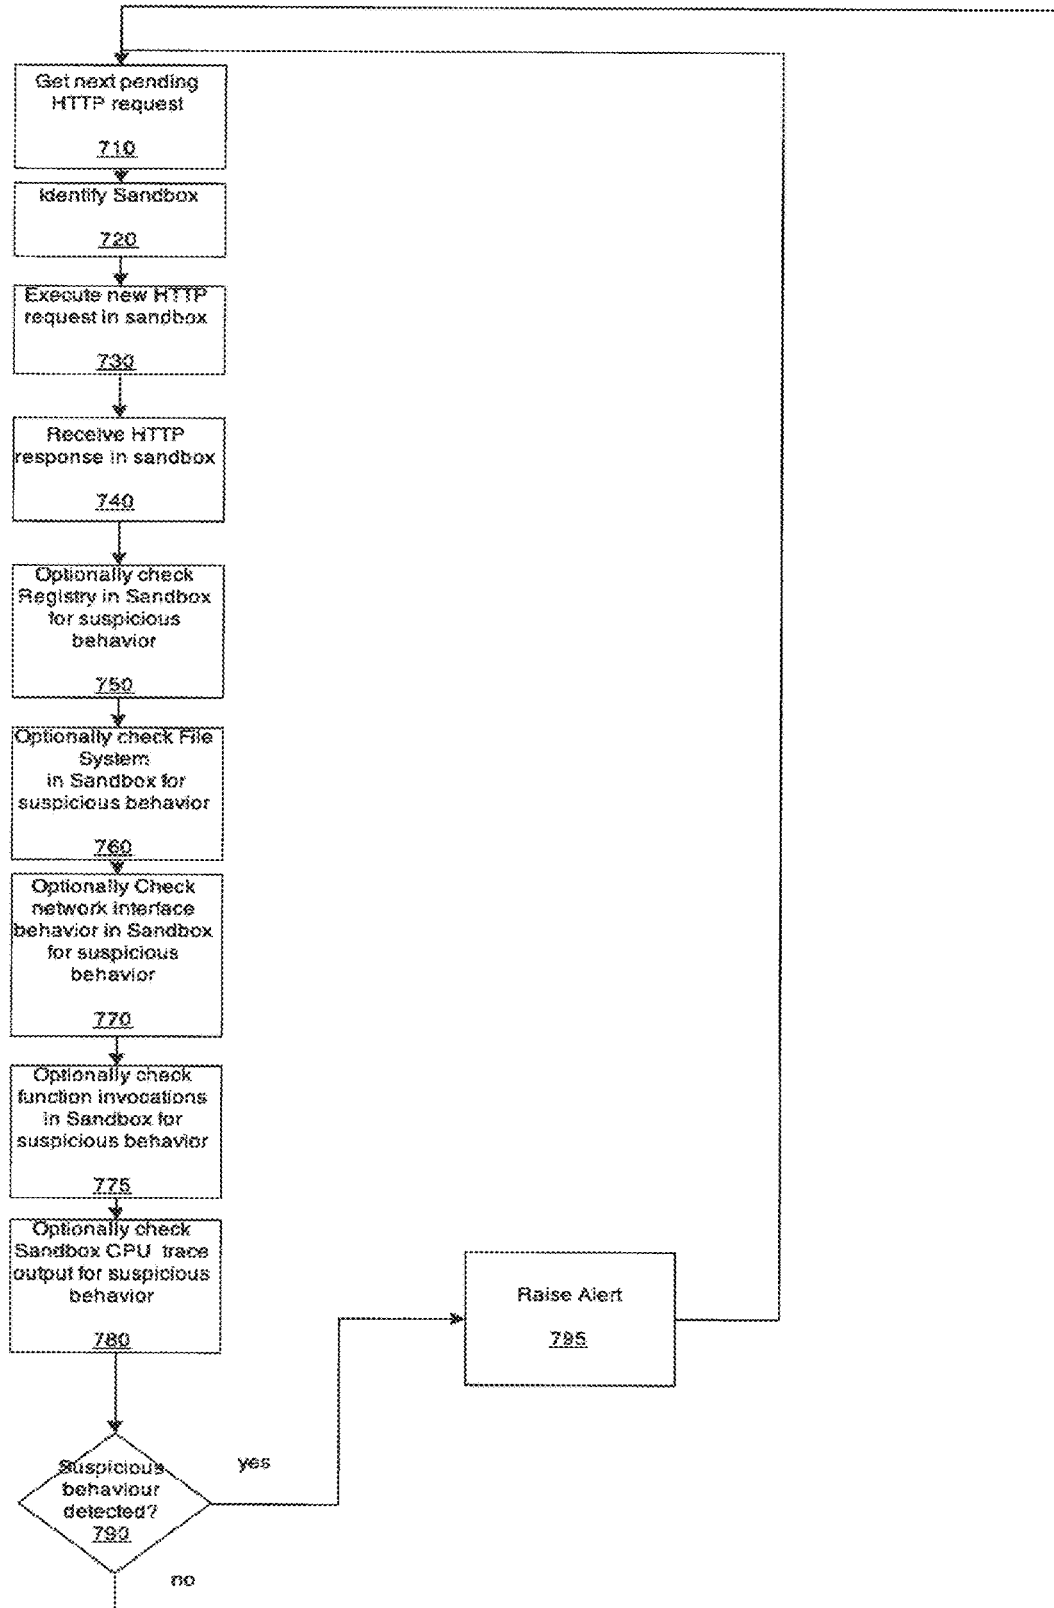 Get next pending
HTTP request
710
Identify Sandbox
720
Execute new HTTP
request in sandbox
730
Receive HTTP
response in sandbox
740
Optionally check
Registry in Sandbox
for suspicious
behavior
750
Optionally check File
System
in Sandbox for
suspicious behavior
760
Optionally Check
network interface
behavior in Sandbox
for suspicious
behavior
770
Optionally check
function invocations
in Sandbox for
suspicious behavior
775
Optionally check
Sandbox CPU trace
output for suspicious
behavior
780
Raise Alert
795
yes
Suspicious
behaviour
detected?
790
no